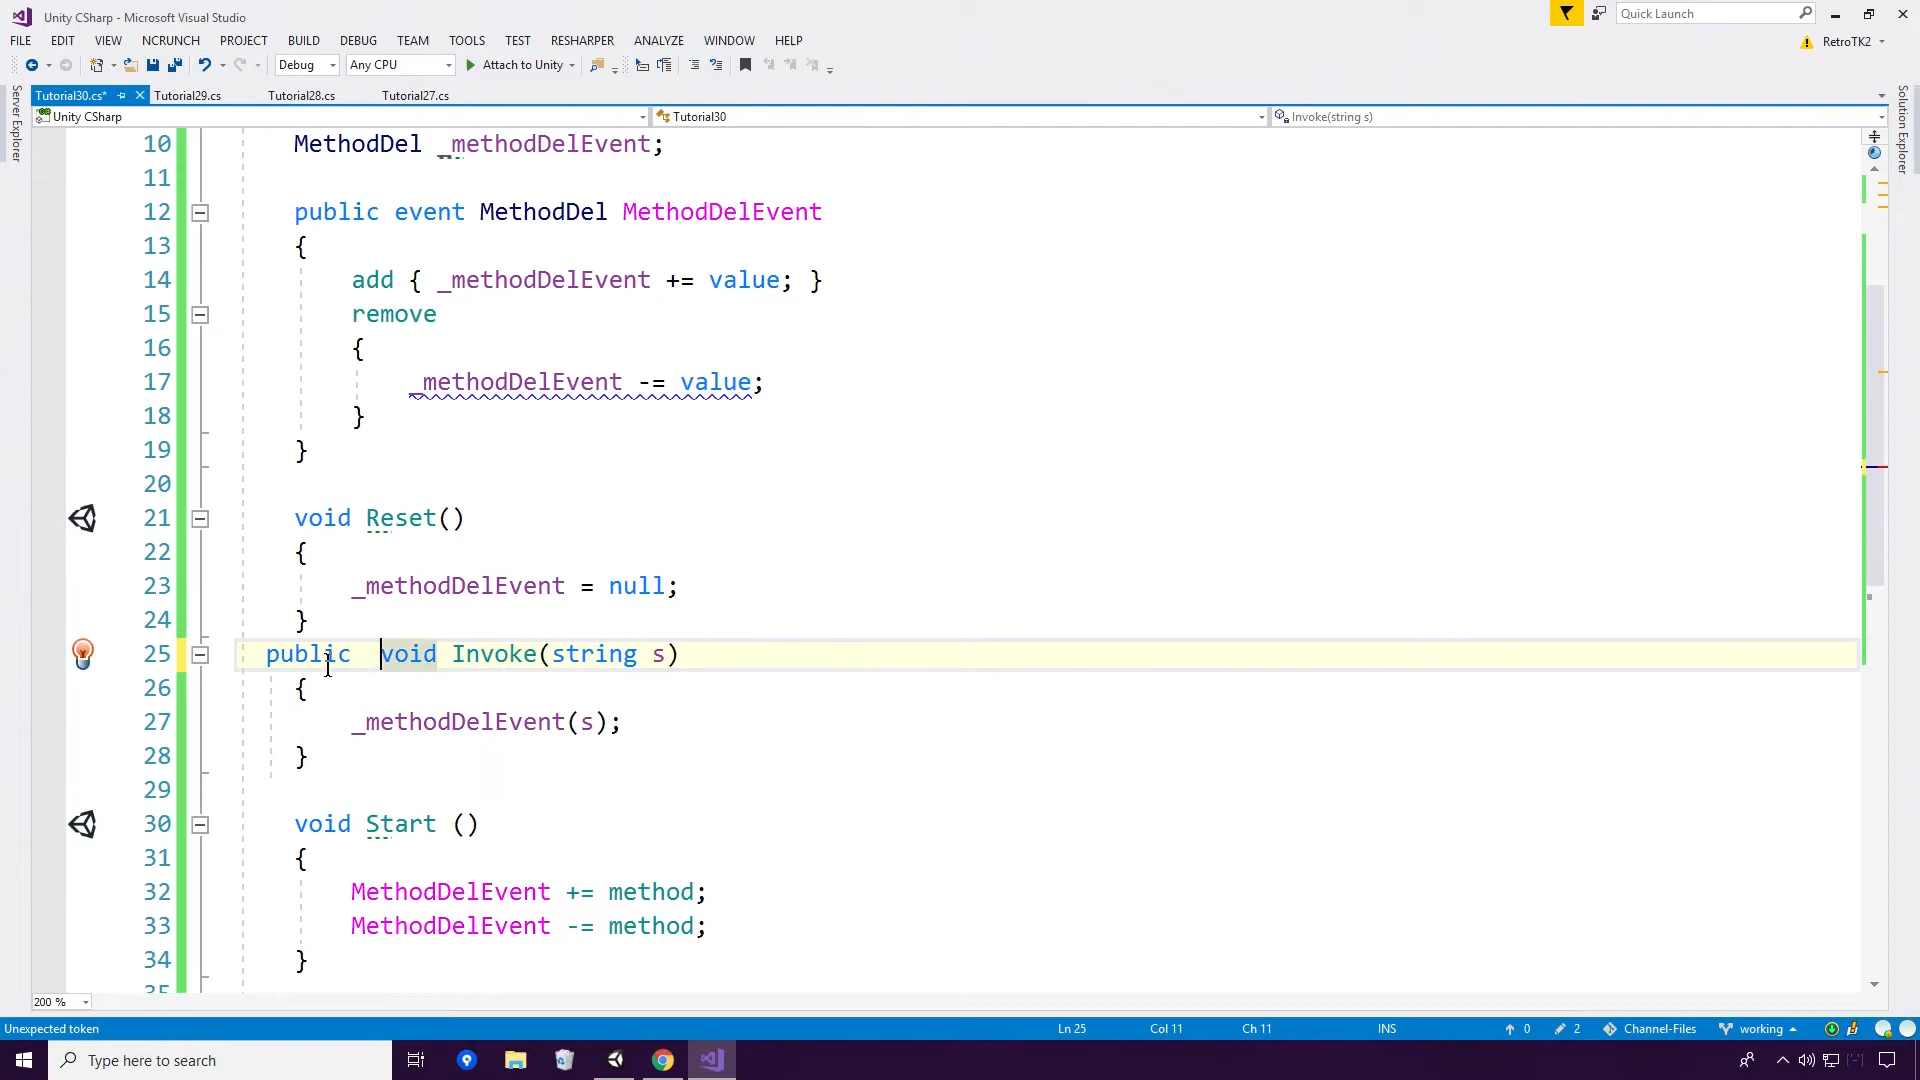 Unity CSharp - Microsoft Visual Studio
Quick Launch
FILE EDIT VIEW NCRUNCH PROJECT BUILD DEBUG TEAM TOOLS TEST RESHARPER ANALYZE WINDOW HELP
RetroTK2
Debug Any CPU Attach to Unity
Tutorial30.cs* Tutorial29.cs Tutorial28.cs Tutorial27.cs
Unity CSharp Tutorial30 Invoke(string s)
Server Explorer
Solution Explorer
10 MethodDel _methodDelEvent;
11
12 public event MethodDel MethodDelEvent
13 {
14 add { _methodDelEvent += value; }
15 remove
16 {
17 _methodDelEvent -= value;
18 }
19 }
20
21 void Reset()
22 {
23 _methodDelEvent = null;
24 }
25 public  void Invoke(string s)
26 {
27 _methodDelEvent(s);
28 }
29
30 void Start ()
31 {
32 MethodDelEvent += method;
33 MethodDelEvent -= method;
34 }
35
200 %
Unexpected token Ln 25 Col 11 Ch 11 INS 0 2 Channel-Files working
Type here to search